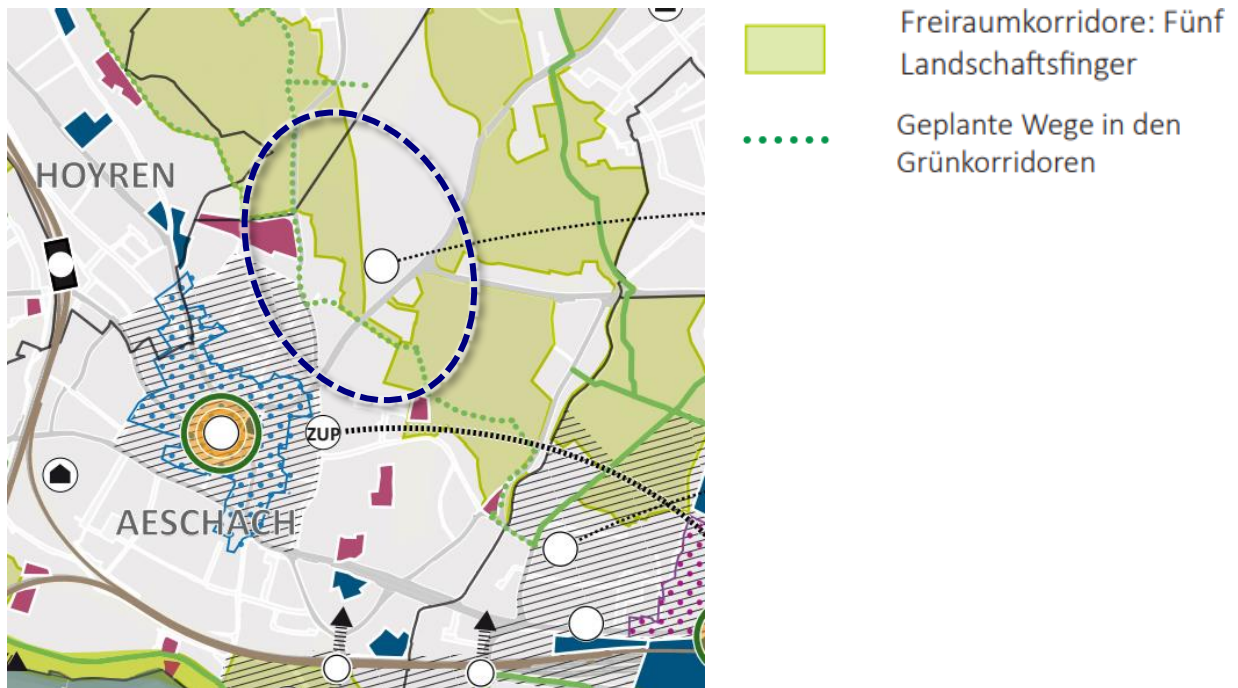 Freiraumkorridore: Fünf
Landschaftsfinger
Geplante Wege in den
Grünkorridoren
HOYREN
ZUP
AESCHACH